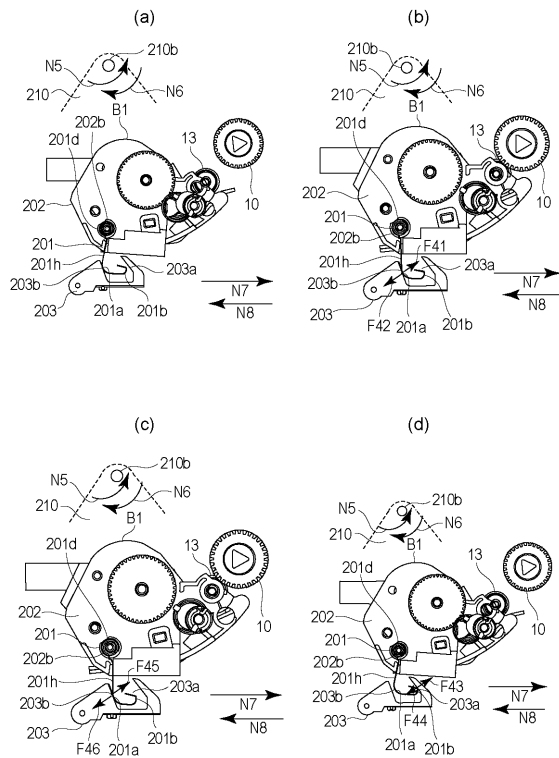 (a)
210b
N5
210
N6
B1
202b
201d
13
202
10
201
201h
203a
203b
N7
N8
203
201a
201b
(b)
210b
N5
210
N6
B1
201d
13
202
10
201
202b
F41
201h
203a
203b
N7
203
N8
F42
201a
201b
(c)
210b
N5
N6
210
B1
201d
13
202
10
201
202b
F45
201h
203a
203b
N7
203
N8
F46
201a
201b
(d)
210b
N5
N6
210
B1
201d
13
202
10
201
202b
F43
201h
203a
203b
N7
203
F44
N8
201a
201b